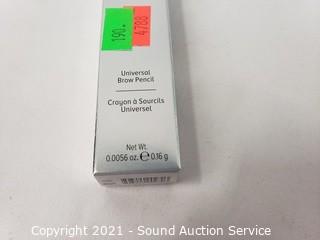 190.
4788
Universal
Brow Pencil
Crayon à Sourcils
Universel
Net Wt.
0.0056 oz. ℮ 0.16 g
Copyright © 2021 - Sound Auction Service